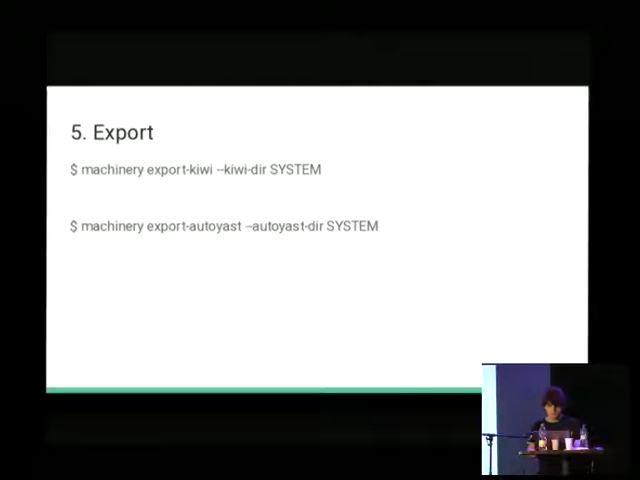 5. Export
$ machinery export-kiwi --kiwi-dir SYSTEM
$ machinery export-autoyast --autoyast-dir SYSTEM